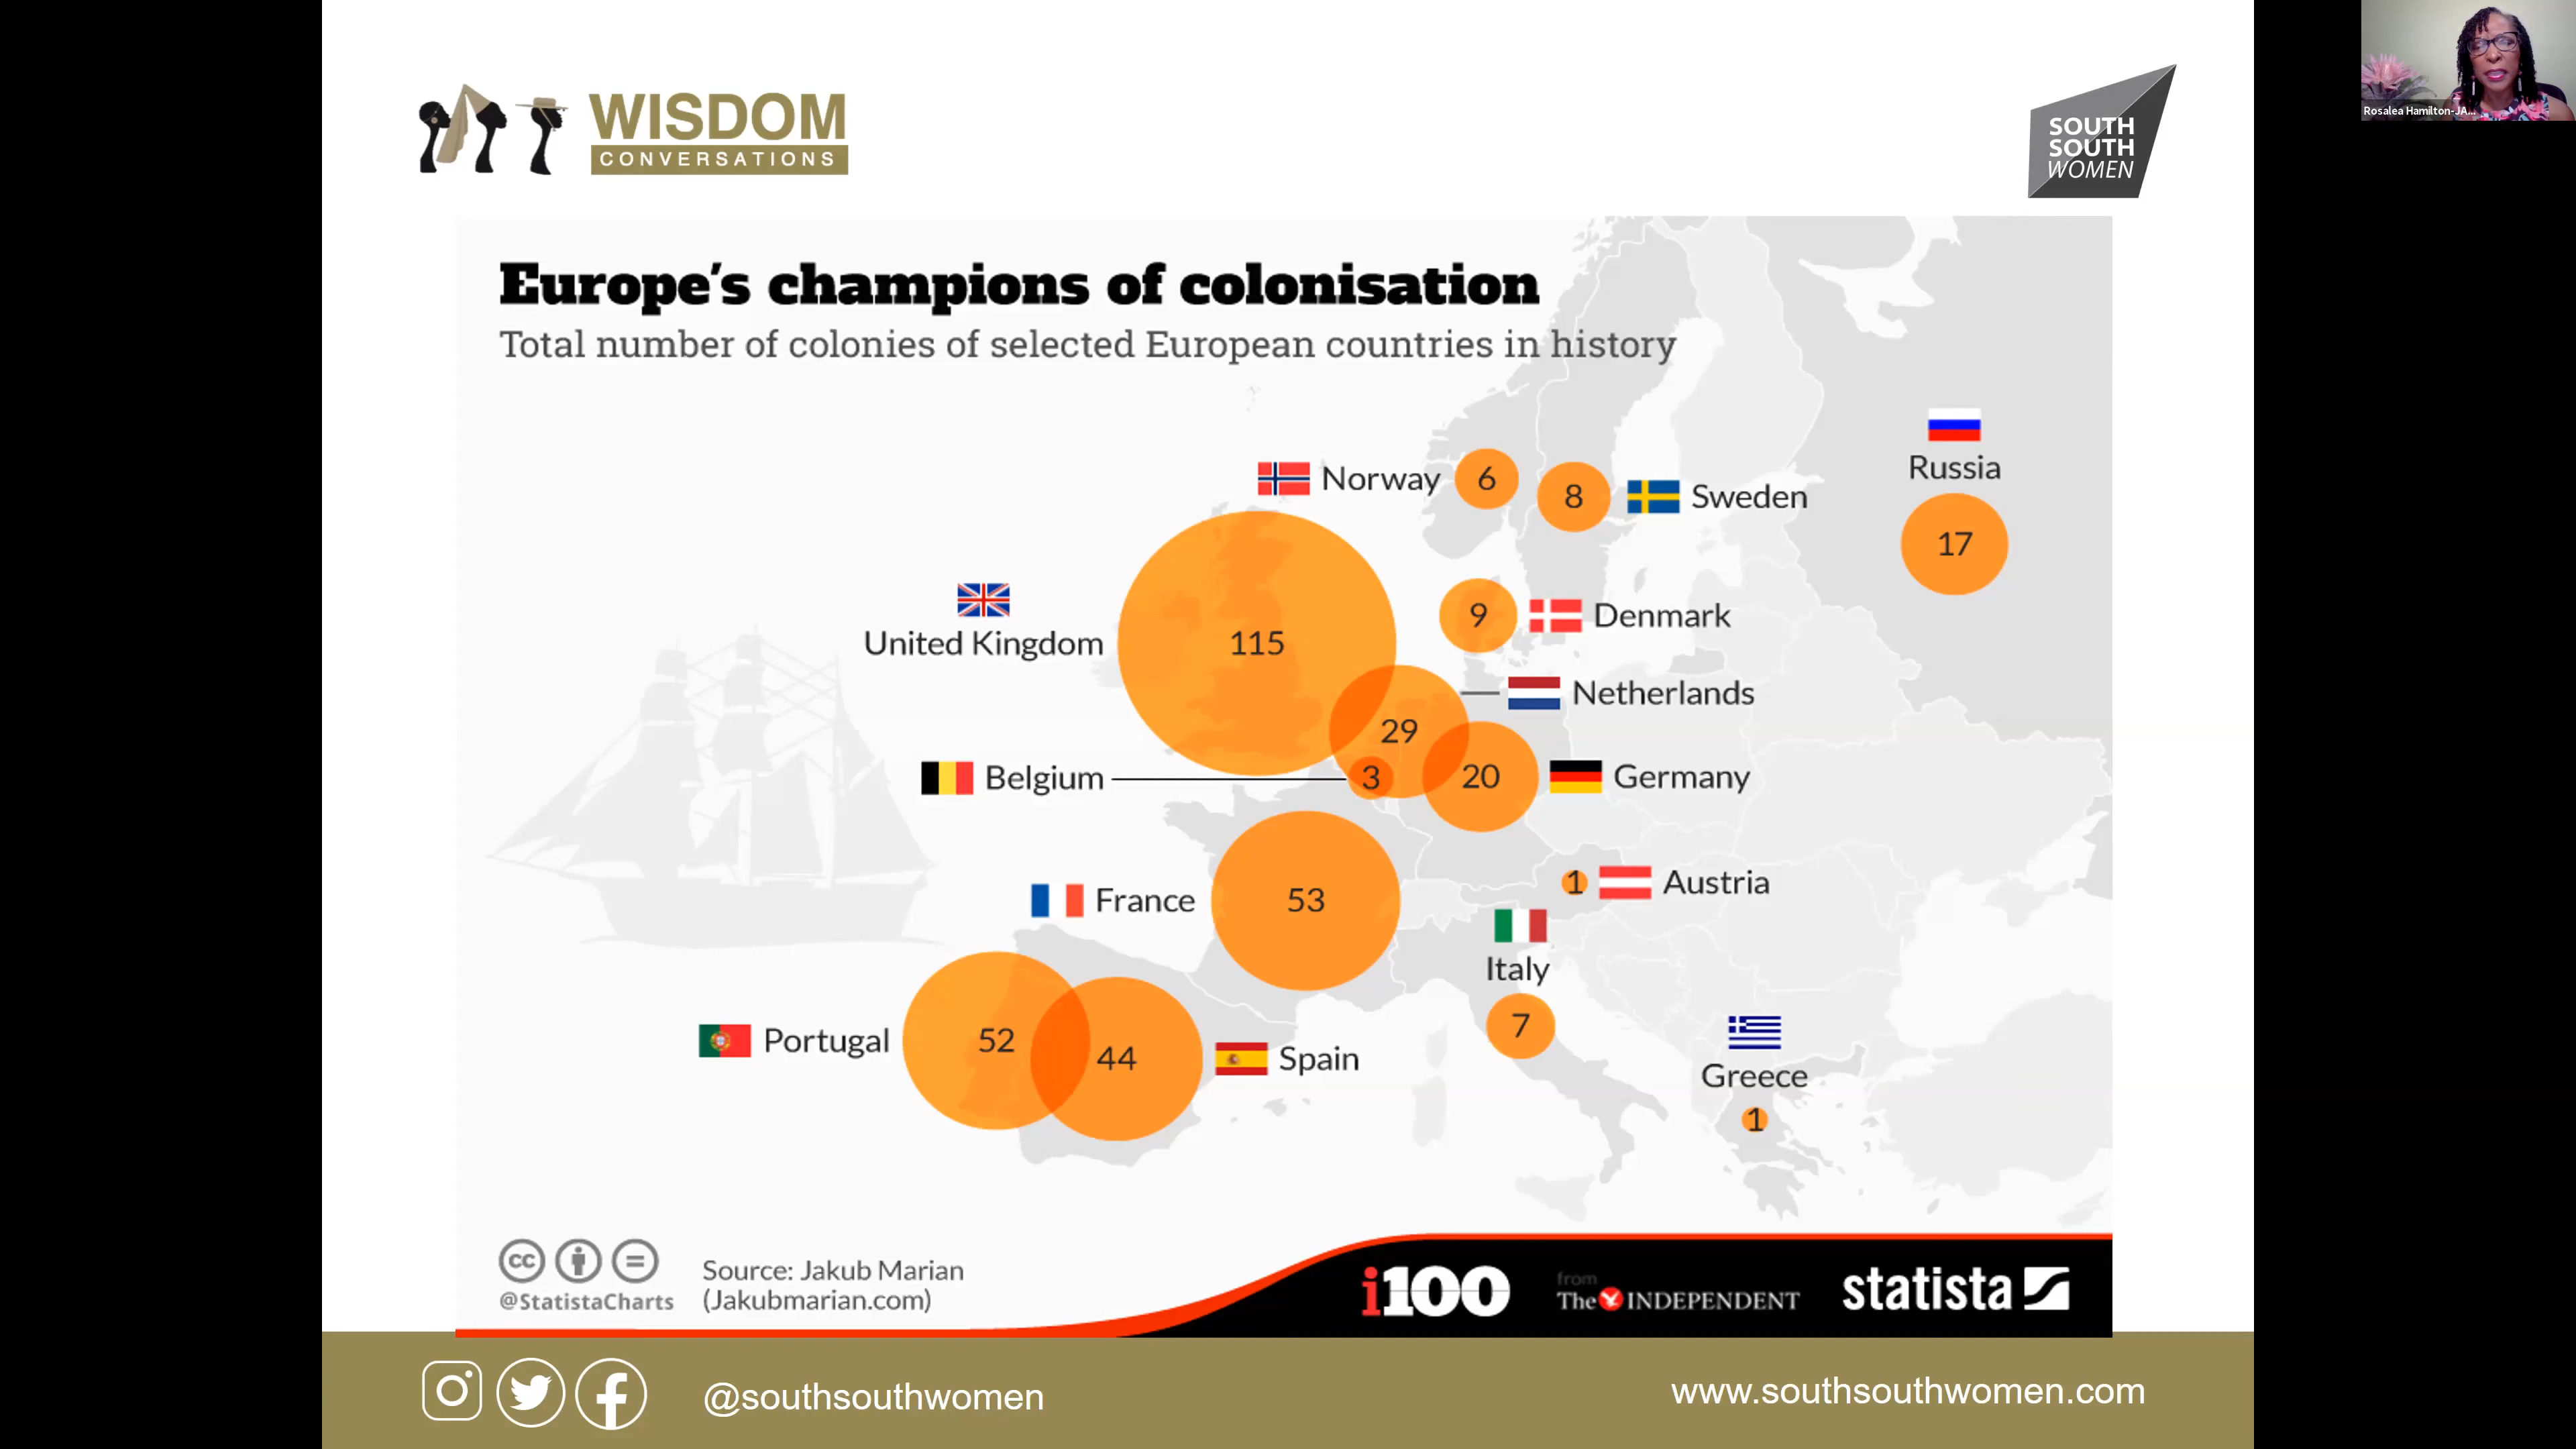 WISDOM
CONVERSATIONS
SOUTH
SOUTH
WOMEN
Rosalea Hamilton-JA...
Europe's champions of colonisation
Total number of colonies of selected European countries in history
Norway 6
8 Sweden
Russia
17
United Kingdom
115
9 Denmark
Netherlands
29
Belgium
3
20 Germany
France 53
1 Austria
Italy
7
Portugal 52
44 Spain
Greece
1
cc
@StatistaCharts
Source: Jakub Marian
(Jakubmarian.com)
i100
from
The INDEPENDENT
statista
@southsouthwomen
www.southsouthwomen.com